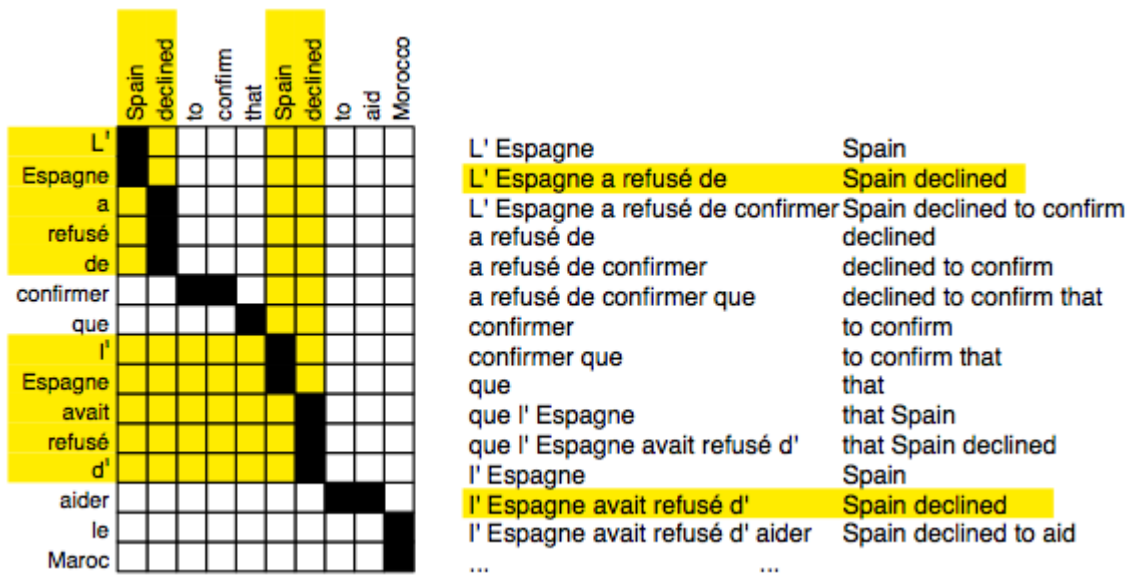 Spain
declined
to
confirm
that
Spain
declined
to
aid
Morocco
L'
Espagne
a
refusé
de
confirmer
que
l'
Espagne
avait
refusé
d'
aider
le
Maroc
L' Espagne Spain
L' Espagne a refusé de Spain declined
L' Espagne a refusé de confirmer Spain declined to confirm
a refusé de declined
a refusé de confirmer declined to confirm
a refusé de confirmer que declined to confirm that
confirmer to confirm
confirmer que to confirm that
que that
que l' Espagne that Spain
que l' Espagne avait refusé d' that Spain declined
l' Espagne Spain
l' Espagne avait refusé d' Spain declined
l' Espagne avait refusé d' aider Spain declined to aid
... ...